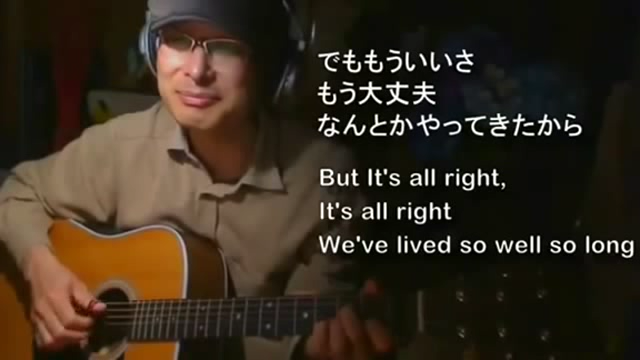 でももういいさ
もう大丈夫
なんとかやってきたから
But It's all right,
It's all right
We've lived so well so long